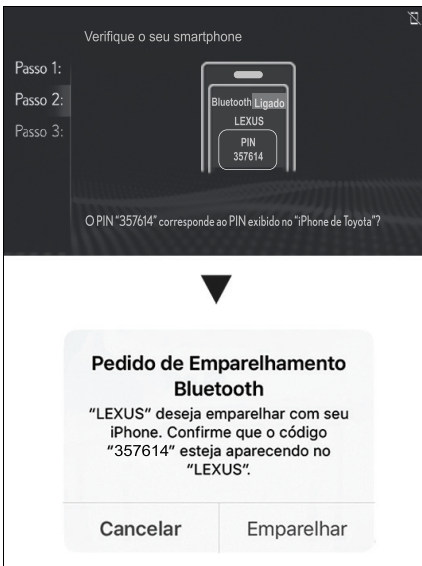 Verifique o seu smartphone
Passo 1:
Passo 2:
Passo 3:
Bluetooth Ligado
LEXUS
PIN
357614
O PIN "357614" corresponde ao PIN exibido no "iPhone de Toyota"?
Pedido de Emparelhamento
Bluetooth
"LEXUS" deseja emparelhar com seu
iPhone. Confirme que o código
"357614" esteja aparecendo no
"LEXUS".
Cancelar Emparelhar